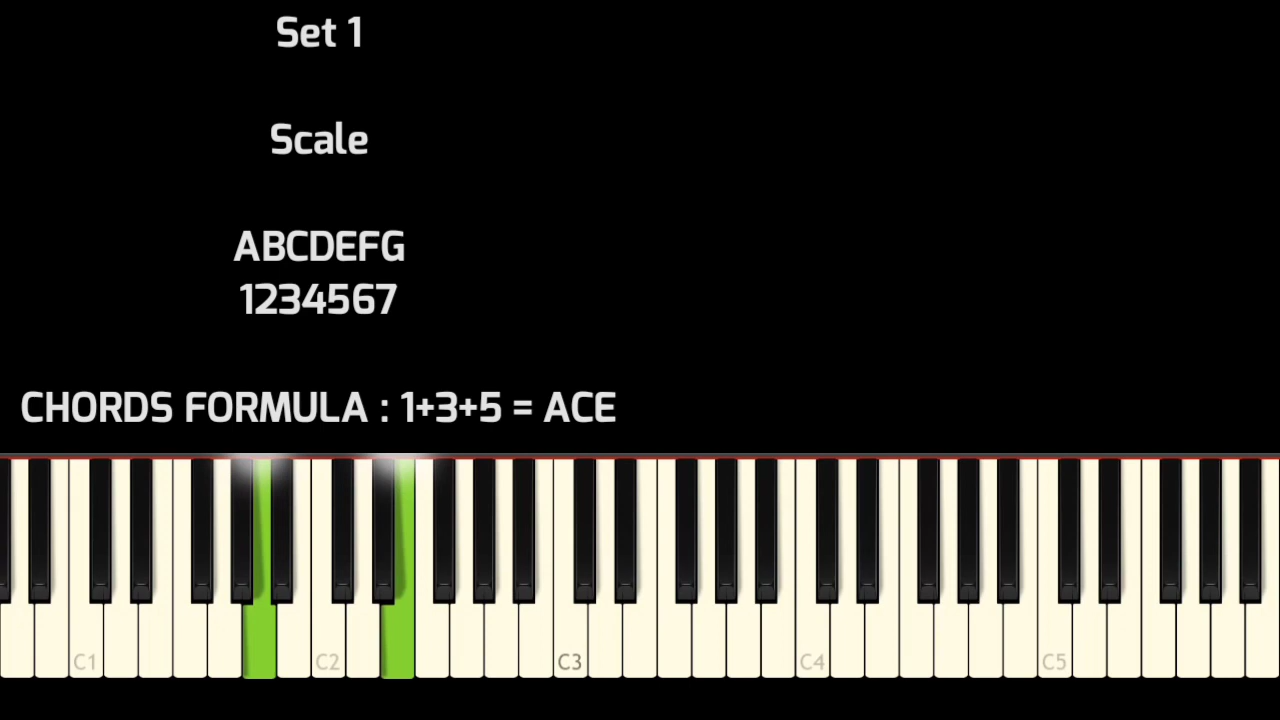 Set 1
Scale
ABCDEFG
1234567
CHORDS FORMULA : 1+3+5 = ACE
C1 C2 C3 C4 C5